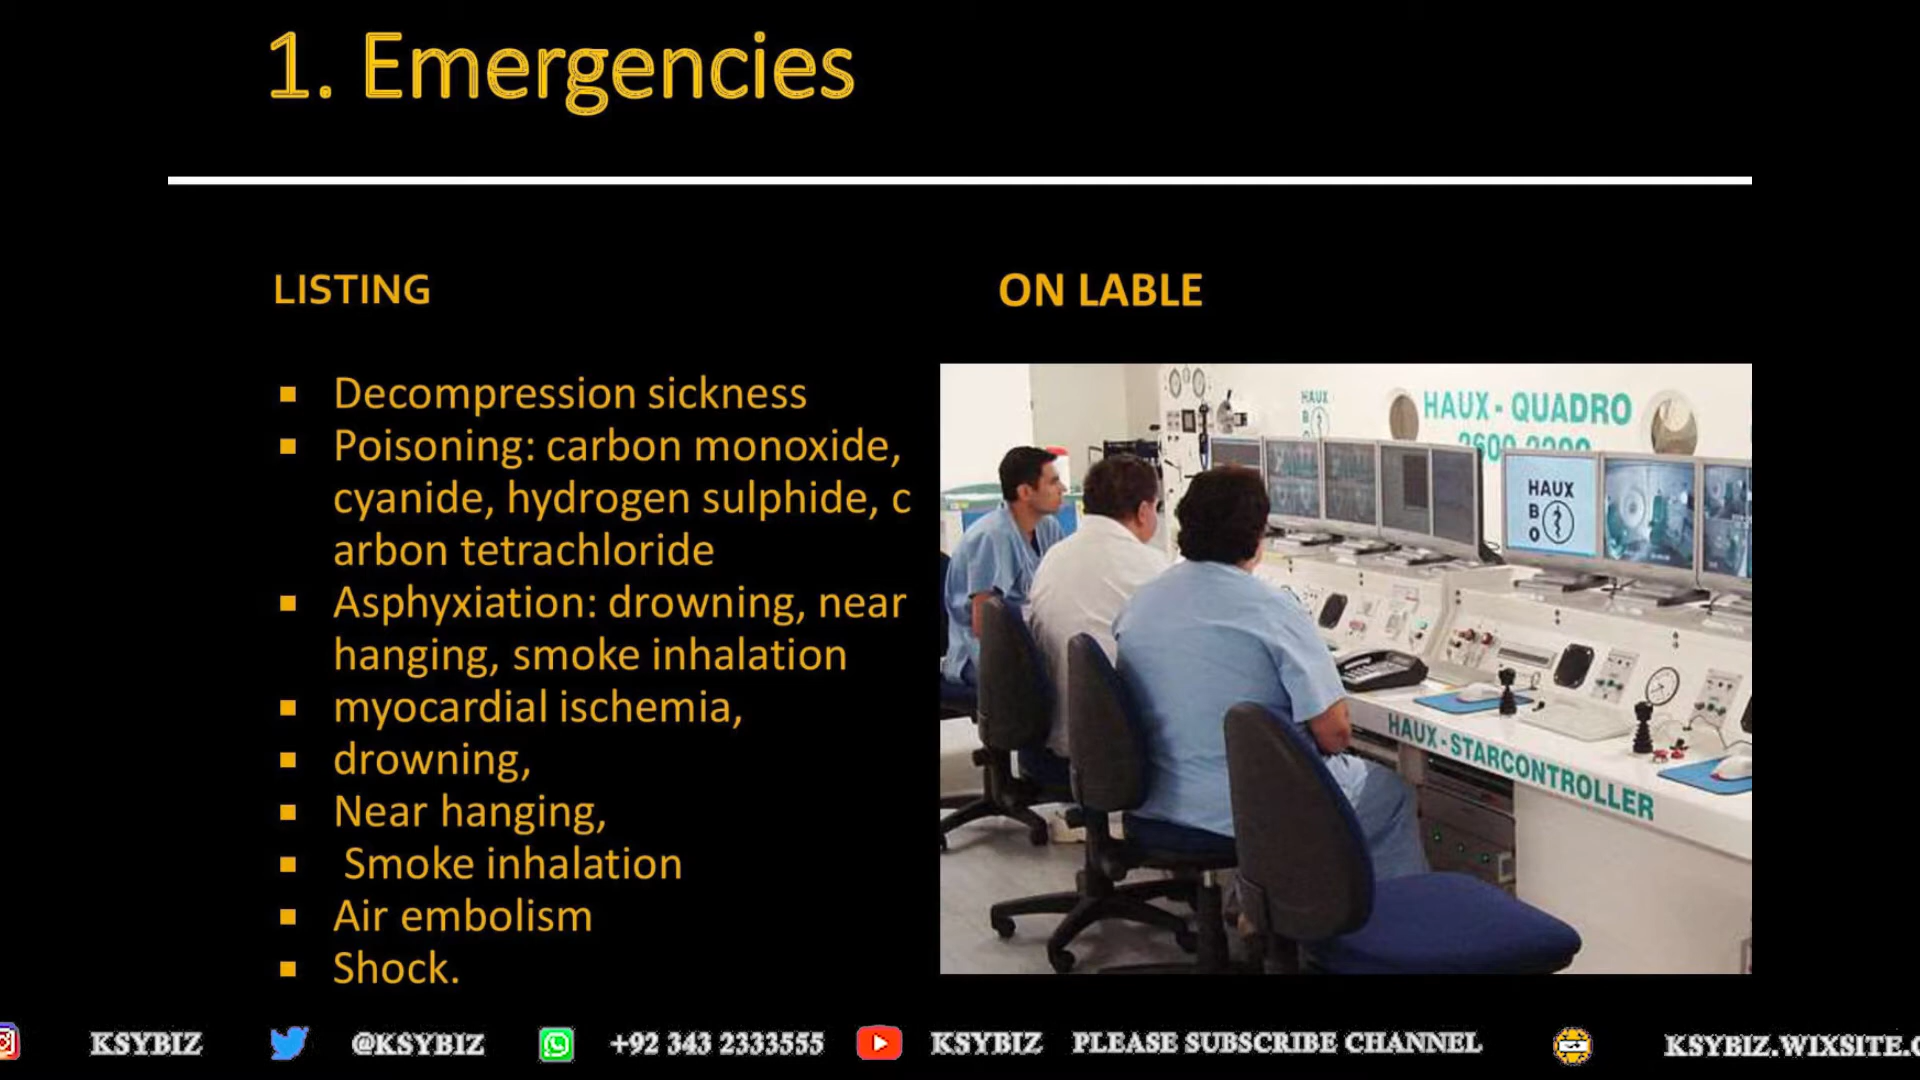 1. Emergencies
LISTING
▪ Decompression sickness
▪ Poisoning: carbon monoxide,
cyanide, hydrogen sulphide, c
arbon tetrachloride
▪ Asphyxiation: drowning, near
hanging, smoke inhalation
▪ myocardial ischemia,
▪ drowning,
▪ Near hanging,
▪ Smoke inhalation
▪ Air embolism
▪ Shock.
ON LABLE
HAUX
HAUX - QUADRO
HAUX
B
O
HAUX - STARCONTROLLER
KSYBIZ @KSYBIZ +92 343 2333555 KSYBIZ PLEASE SUBSCRIBE CHANNEL KSYBIZ.WIXSITE.